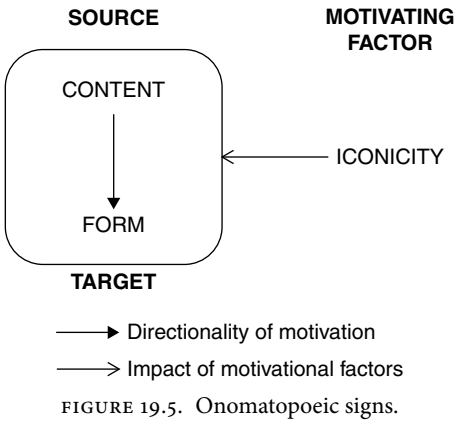 SOURCE
MOTIVATING
FACTOR
CONTENT
ICONICITY
FORM
TARGET
Directionality of motivation
Impact of motivational factors
FIGURE 19.5. Onomatopoeic signs.